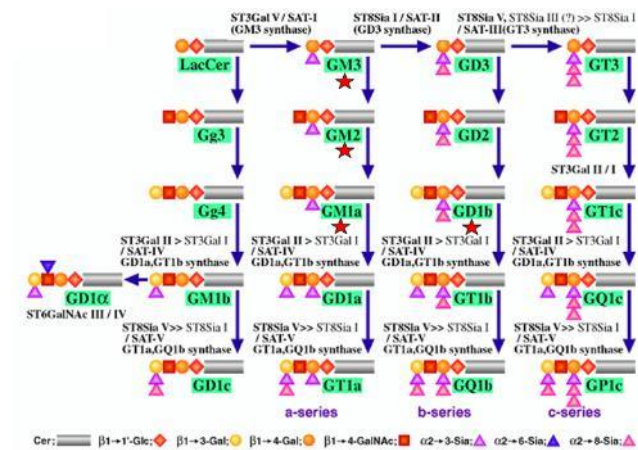 ST3Gal V / SAT-I
(GM3 synthase)
ST8Sia I / SAT-II
(GD3 synthase)
ST8Sia V, ST8Sia III (?) >> ST8Sia I
/ SAT-III(GT3 synthase)
LacCer
GM3
GD3
GT3
Gg3
GM2
GD2
GT2
ST3Gal II / I
Gg4
GM1a
GD1b
GT1c
ST3Gal II > ST3Gal I
/ SAT-IV
GD1a,GT1b synthase
ST3Gal II > ST3Gal I
/ SAT-IV
GD1a,GT1b synthase
ST3Gal II > ST3Gal I
/ SAT-IV
GD1a,GT1b synthase
ST3Gal II > ST3Gal I
/ SAT-IV
GD1a,GT1b synthase
GD1α
GM1b
GD1a
GT1b
GQ1c
ST6GalNAc III / IV
ST8Sia V>> ST8Sia I
/ SAT-V
GT1a,GQ1b synthase
ST8Sia V>> ST8Sia I
/ SAT-V
GT1a,GQ1b synthase
ST8Sia V>> ST8Sia I
/ SAT-V
GT1a,GQ1b synthase
ST8Sia V>> ST8Sia I
/ SAT-V
GT1a,GQ1b synthase
GD1c
GT1a
GQ1b
GP1c
a-series
b-series
c-series
Cer; β1→1'-Glc; β1→3-Gal; β1→4-Gal; β1→4-GalNAc; α2→3-Sia; α2→6-Sia; α2→8-Sia;